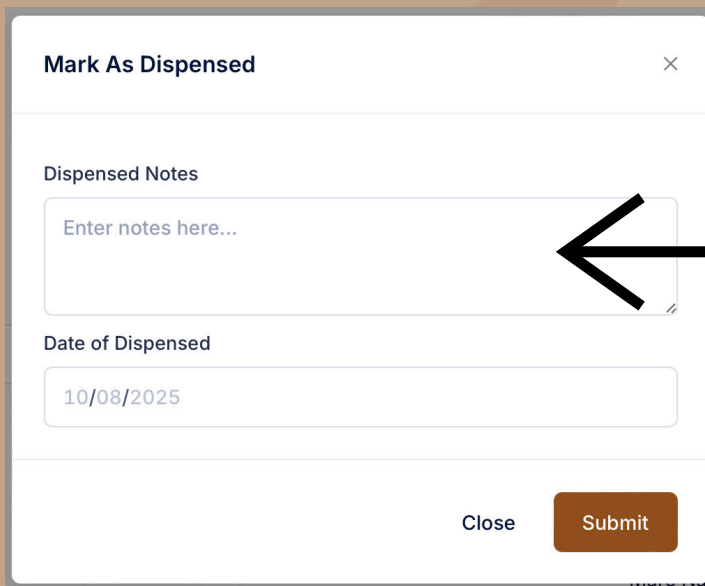 Mark As Dispensed
Dispensed Notes
Enter notes here...
Date of Dispensed
10/08/2025
Close
Submit